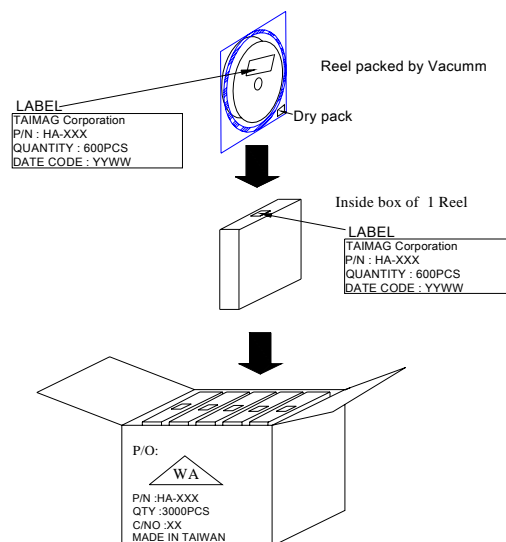 Reel packed by Vacumm
LABEL
TAIMAG Corporation
P/N : HA-XXX
QUANTITY : 600PCS
DATE CODE : YYWW
Dry pack
Inside box of 1 Reel
LABEL
TAIMAG Corporation
P/N : HA-XXX
QUANTITY : 600PCS
DATE CODE : YYWW
P/O:
WA
P/N :HA-XXX
QTY :3000PCS
C/NO :XX
MADE IN TAIWAN